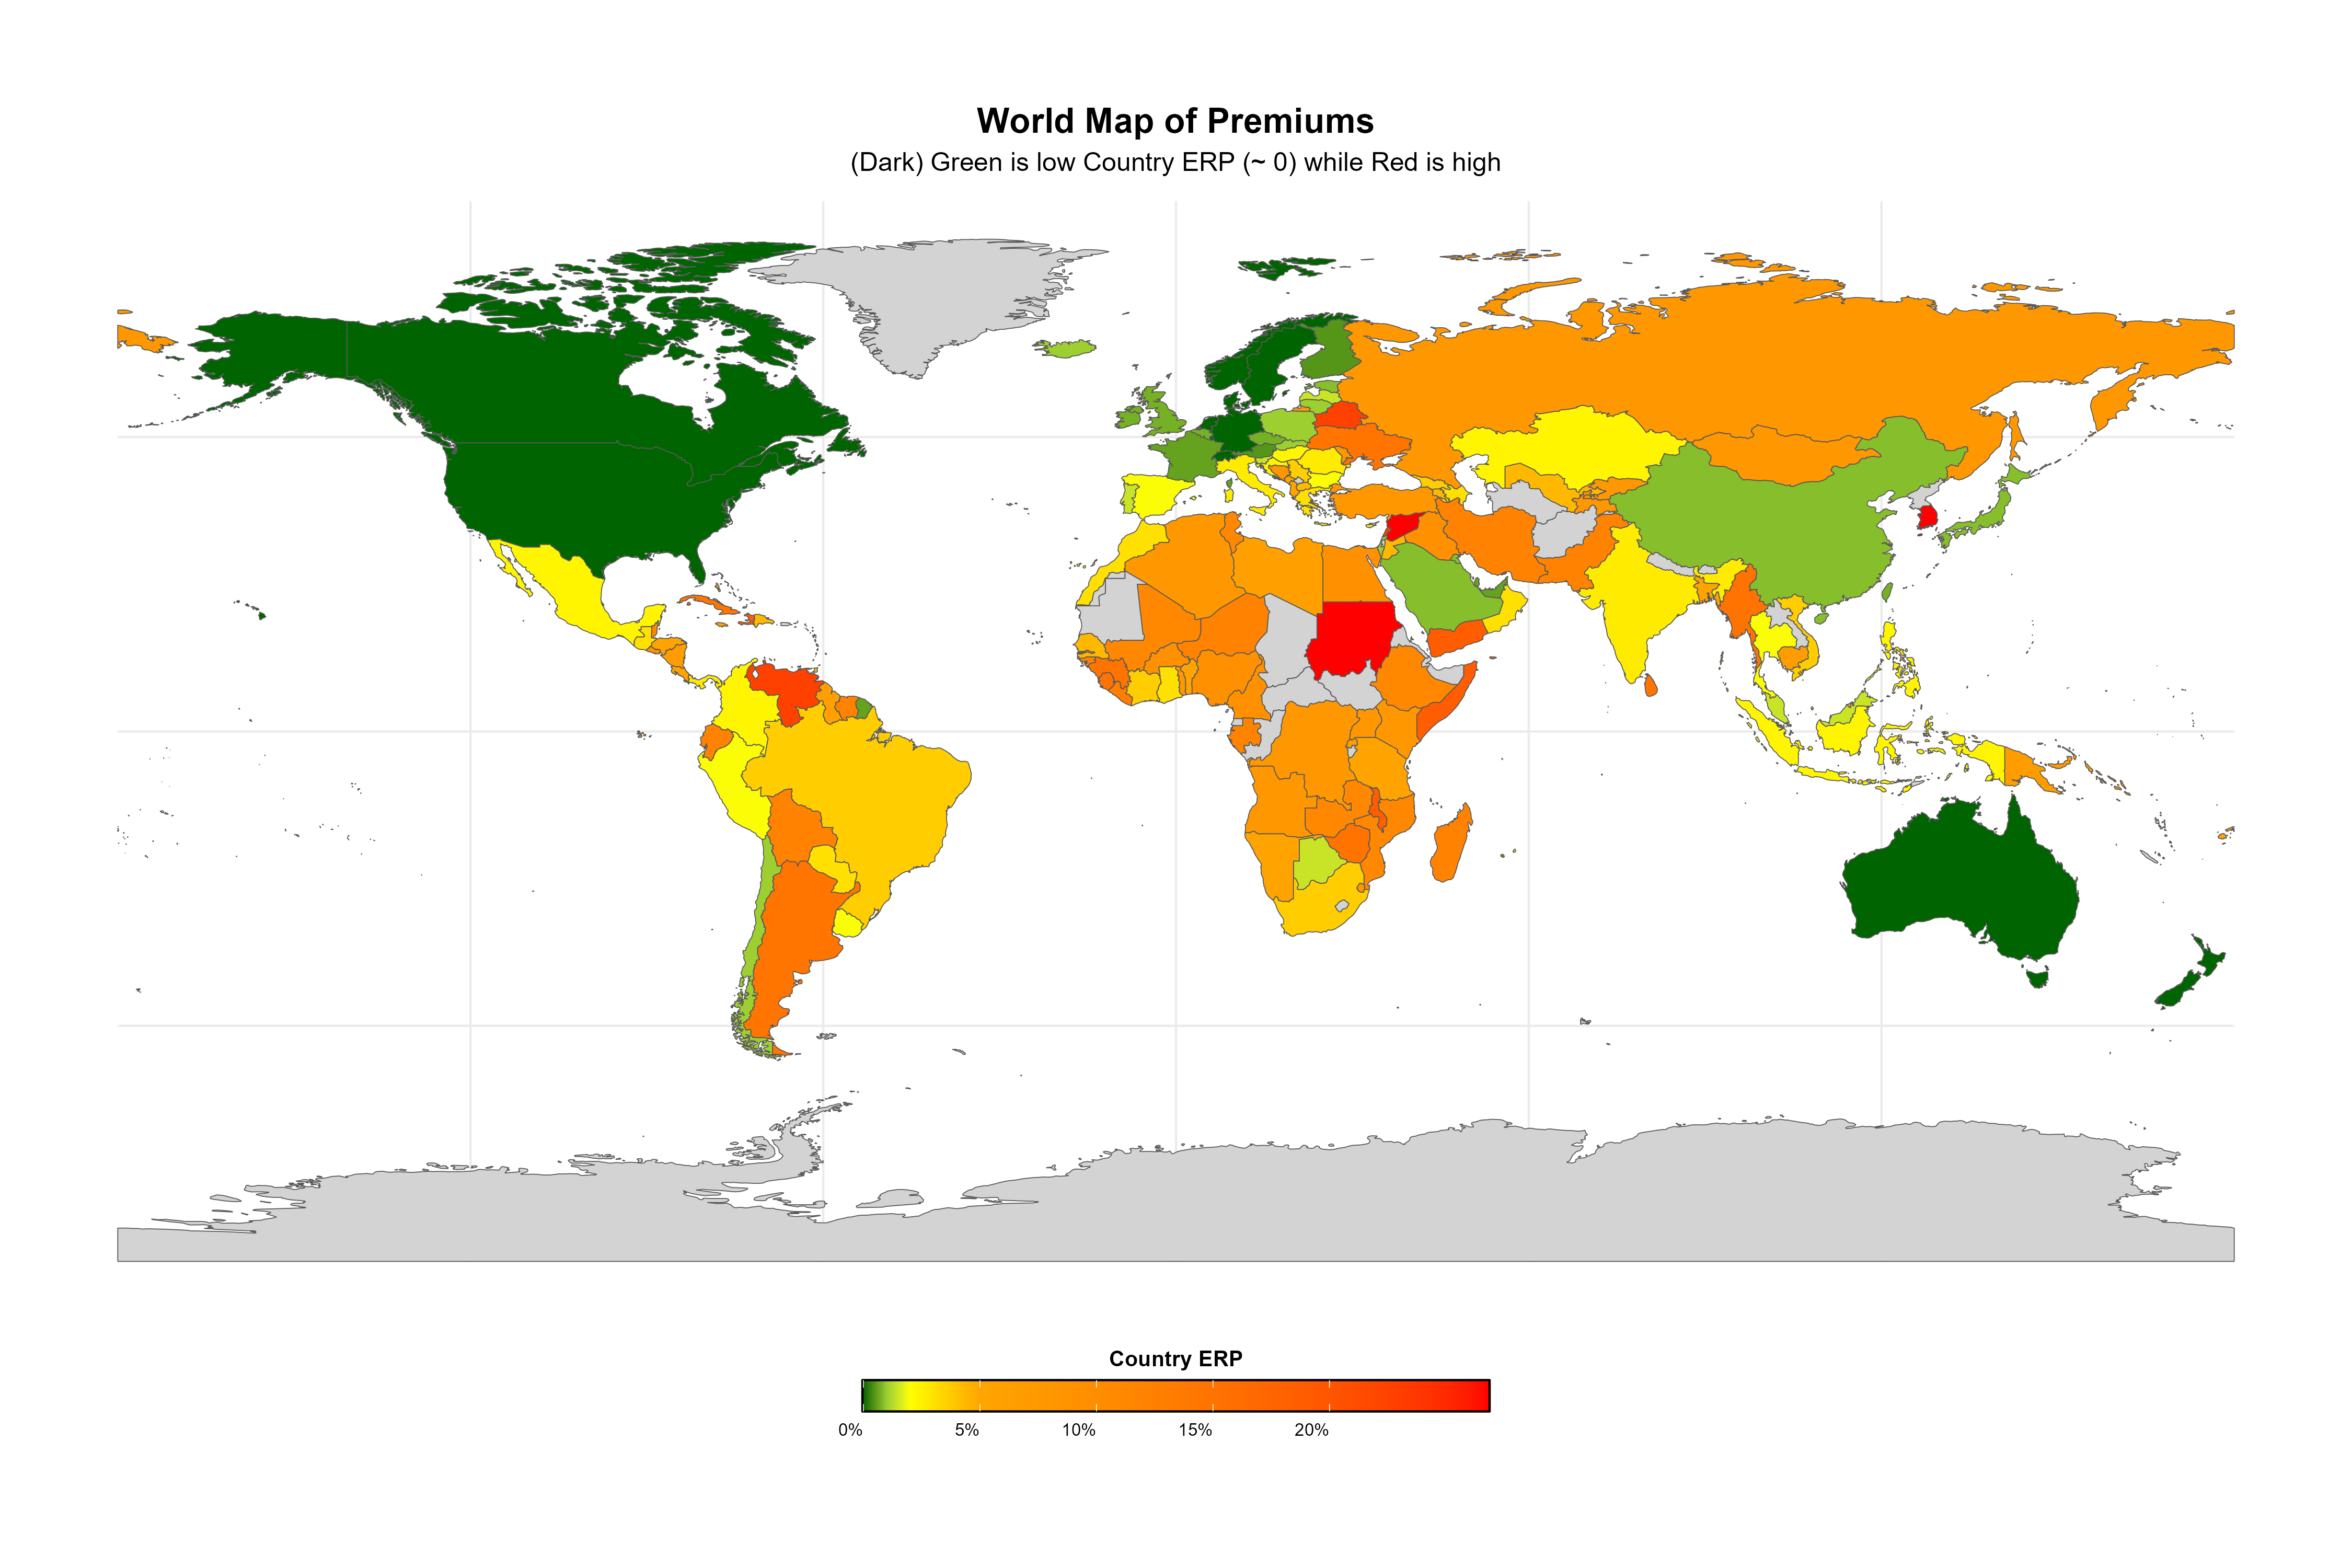 World Map of Premiums
(Dark) Green is low Country ERP (~ 0) while Red is high
Country ERP
0% 5% 10% 15% 20%